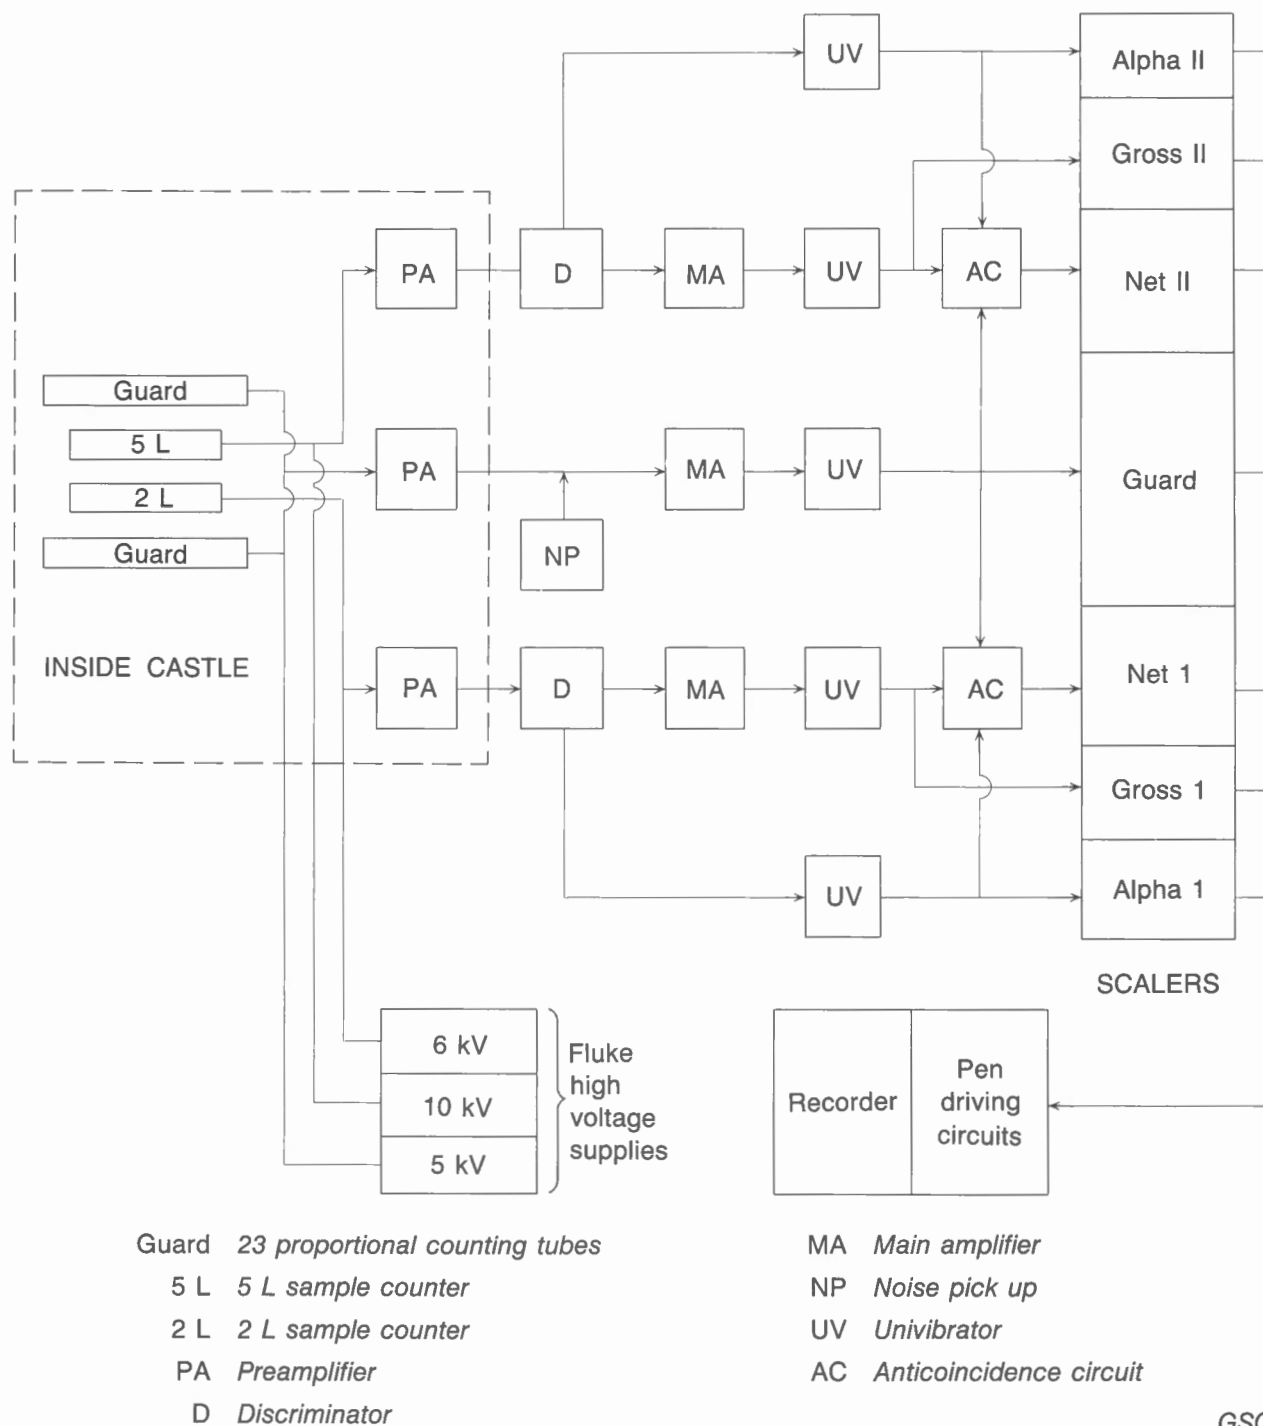 UV
Alpha II
Gross II
PA
D
MA
UV
AC
Net II
Guard
5 L
2 L
Guard
PA
MA
UV
Guard
NP
INSIDE CASTLE
PA
D
MA
UV
AC
Net 1
Gross 1
UV
Alpha 1
SCALERS
6 kV
10 kV
5 kV
Fluke
high
voltage
supplies
Recorder
Pen
driving
circuits
Guard 23 proportional counting tubes
5 L 5 L sample counter
2 L 2 L sample counter
PA Preamplifier
D Discriminator
MA Main amplifier
NP Noise pick up
UV Univibrator
AC Anticoincidence circuit